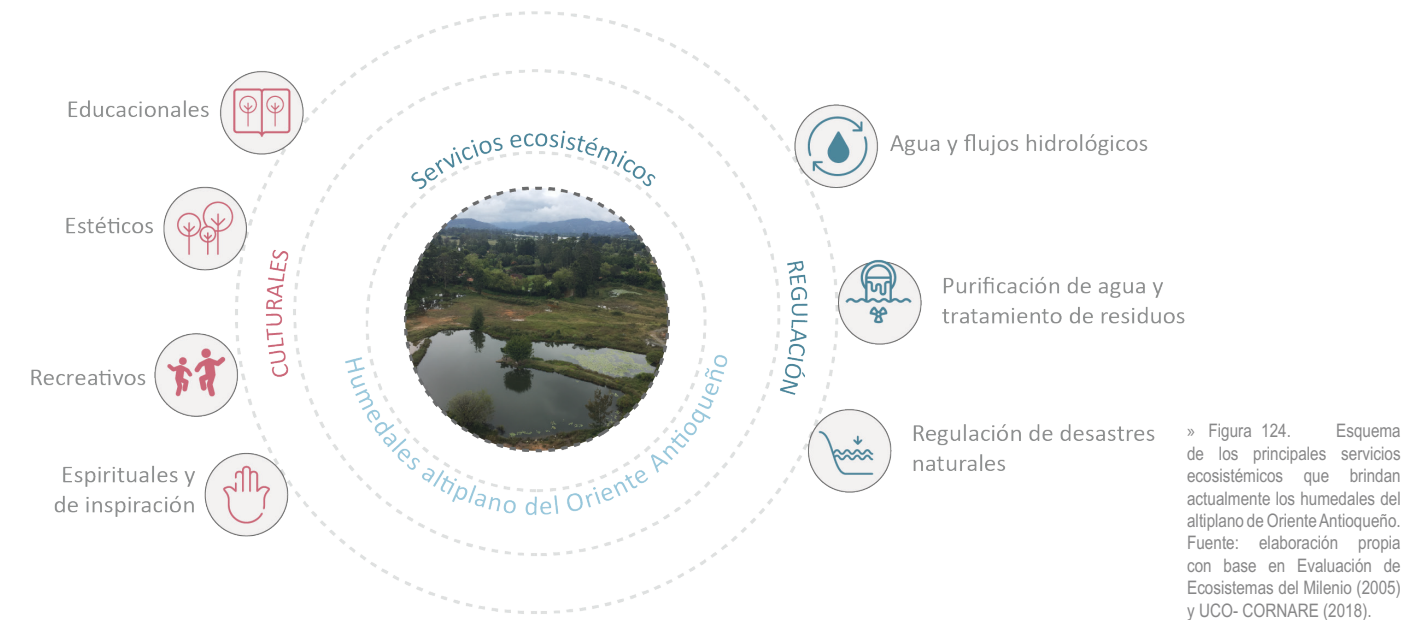 Servicios ecosistémicos
Humedales altiplano del Oriente Antioqueño
CULTURALES
Educacionales
Estéticos
Recreativos
Espirituales y
de inspiración
REGULACIÓN
Agua y flujos hidrológicos
Purificación de agua y
tratamiento de residuos
Regulación de desastres
naturales
» Figura 124. Esquema
de los principales servicios
ecosistémicos que brindan
actualmente los humedales del
altiplano de Oriente Antioqueño.
Fuente: elaboración propia
con base en Evaluación de
Ecosistemas del Milenio (2005)
y UCO- CORNARE (2018).